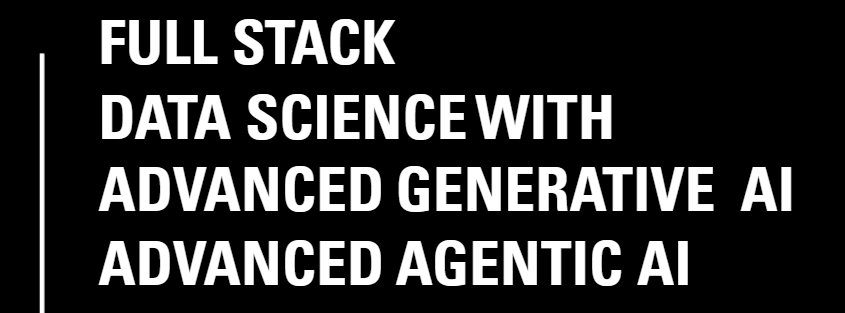 FULL STACK
DATA SCIENCE WITH
ADVANCED GENERATIVE AI
ADVANCED AGENTIC AI